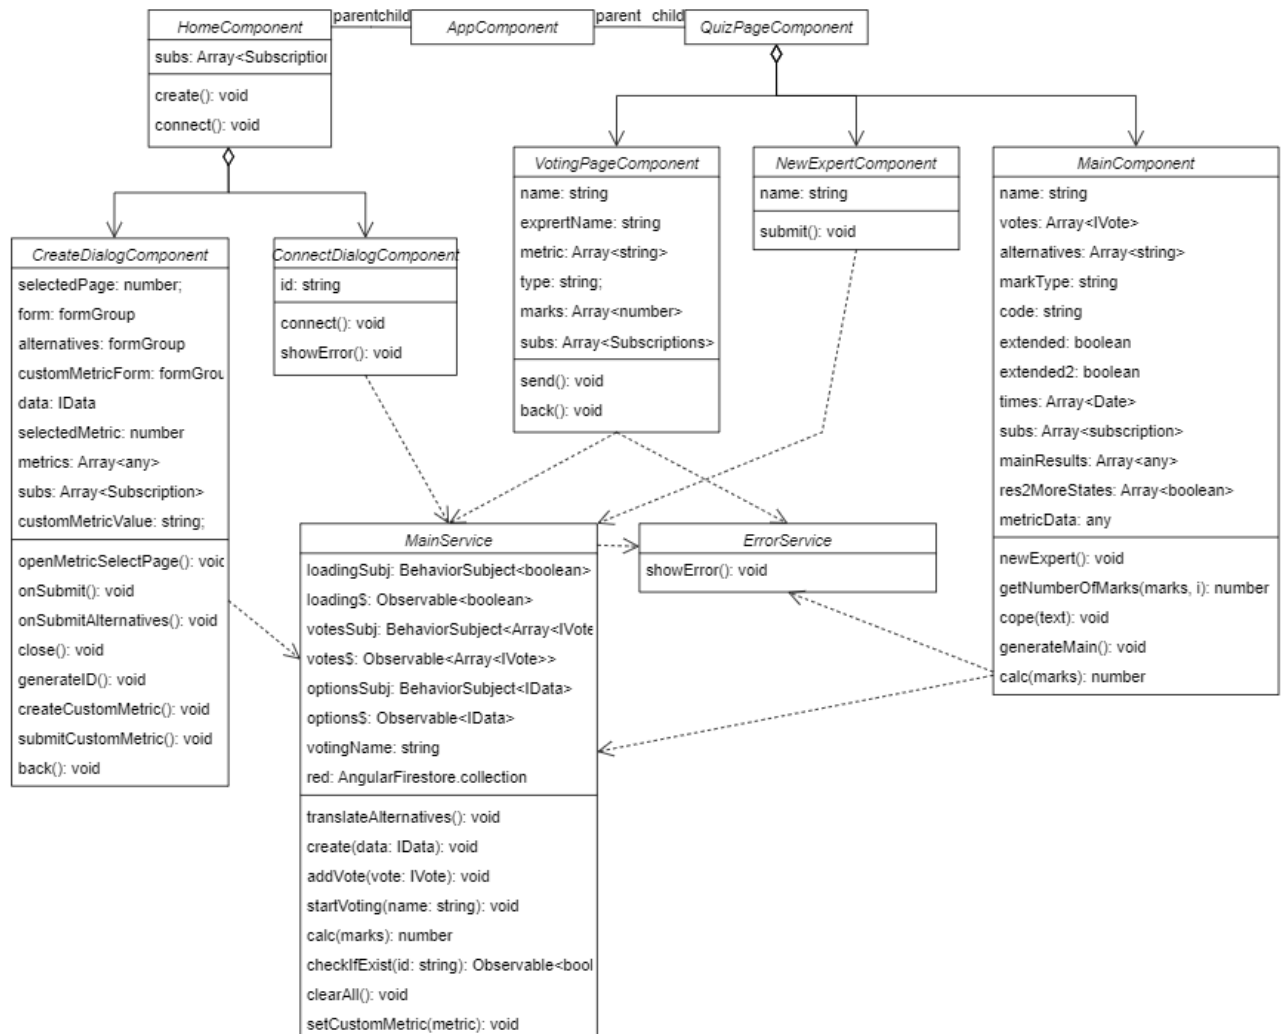 HomeComponent
subs: Array<Subscription
create(): void
connect(): void
parentchild
AppComponent
parent child
QuizPageComponent
CreateDialogComponent
selectedPage: number;
form: formGroup
alternatives: formGroup
customMetricForm: formGrou
data: IData
selectedMetric: number
metrics: Array<any>
subs: Array<Subscription>
customMetricValue: string;
openMetricSelectPage(): void
onSubmit(): void
onSubmitAlternatives(): void
close(): void
generateID(): void
createCustomMetric(): void
submitCustomMetric(): void
back(): void
ConnectDialogComponent
id: string
connect(): void
showError(): void
VotingPageComponent
name: string
exprertName: string
metric: Array<string>
type: string;
marks: Array<number>
subs: Array<Subscriptions>
send(): void
back(): void
NewExpertComponent
name: string
submit(): void
MainComponent
name: string
votes: Array<IVote>
alternatives: Array<string>
markType: string
code: string
extended: boolean
extended2: boolean
times: Array<Date>
subs: Array<subscription>
mainResults: Array<any>
res2MoreStates: Array<boolean>
metricData: any
newExpert(): void
getNumberOfMarks(marks, i): number
cope(text): void
generateMain(): void
calc(marks): number
MainService
loadingSubj: BehaviorSubject<boolean>
loading$: Observable<boolean>
votesSubj: BehaviorSubject<Array<IVote
votes$: Observable<Array<IVote>>
optionsSubj: BehaviorSubject<IData>
options$: Observable<IData>
votingName: string
red: AngularFirestore.collection
translateAlternatives(): void
create(data: IData): void
addVote(vote: IVote): void
startVoting(name: string): void
calc(marks): number
checkIfExist(id: string): Observable<bool
clearAll(): void
setCustomMetric(metric): void
ErrorService
showError(): void